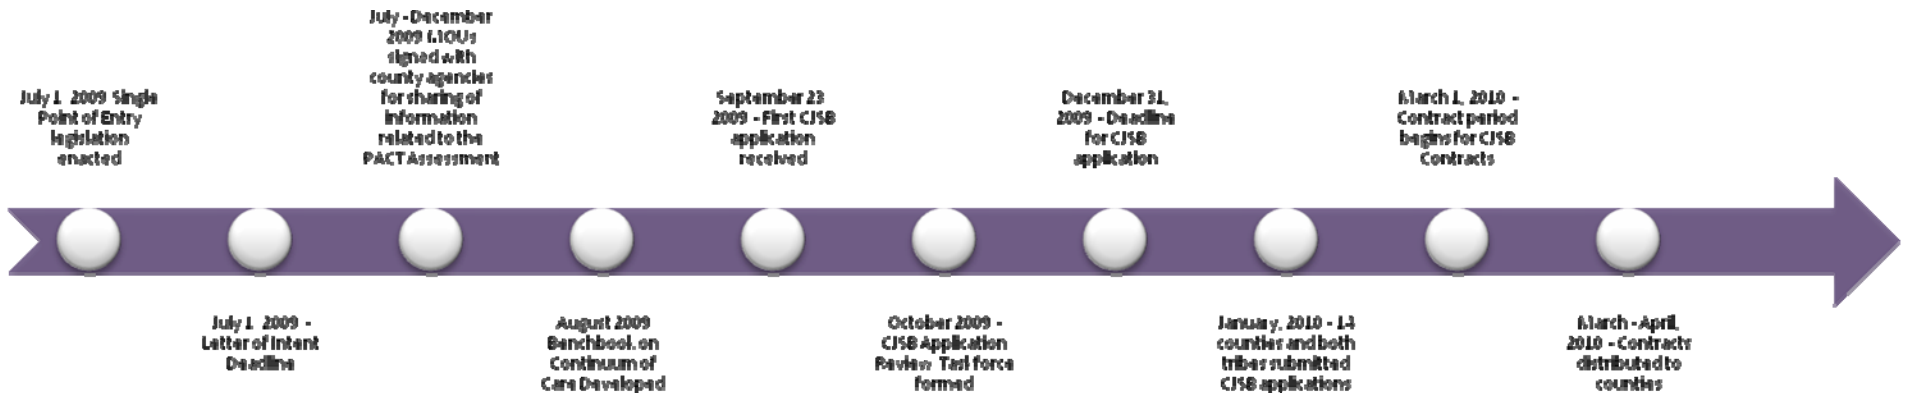 July 1 2009 Single
Point of Entry
legislation
enacted
July 1 2009 -
Letter of Intent
Deadline
July - December
2009 MOUs
signed with
county agencies
for sharing of
information
related to the
PACT Assessment
August 2009
Benchbook on
Continuum of
Care Developed
September 23
2009 - First CJSB
application
received
October 2009 -
CJSB Application
Review Task force
formed
December 31,
2009 - Deadline
for CJSB
application
January, 2010 - 14
counties and both
tribes submitted
CJSB applications
March 1, 2010 -
Contract period
begins for CJSB
Contracts
March - April,
2010 - Contracts
distributed to
counties